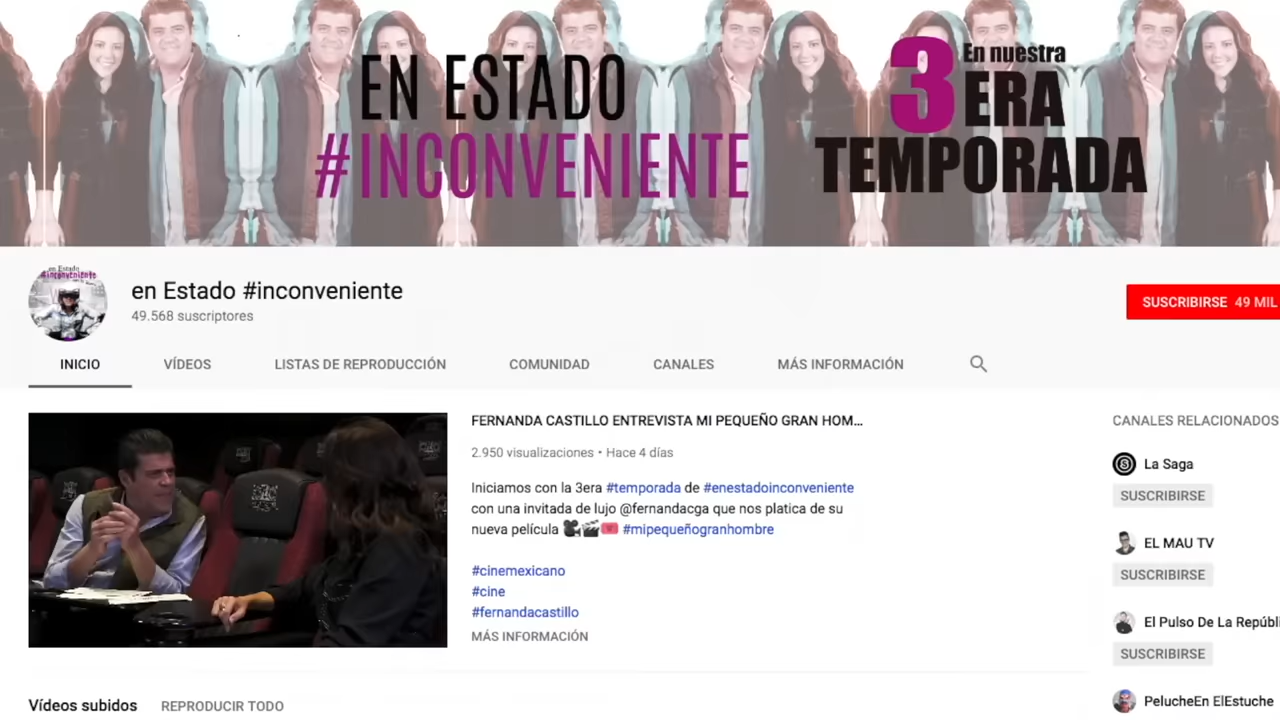 EN ESTADO
#INCONVENIENTE
3 En nuestra
ERA
TEMPORADA
en Estado
#inconveniente
en Estado #inconveniente
49.568 suscriptores
SUSCRIBIRSE 49 MIL
INICIO VÍDEOS LISTAS DE REPRODUCCIÓN COMUNIDAD CANALES MÁS INFORMACIÓN
FERNANDA CASTILLO ENTREVISTA MI PEQUEÑO GRAN HOM...
2.950 visualizaciones • Hace 4 días
Iniciamos con la 3era #temporada de #enestadoinconveniente
con una invitada de lujo @fernandacga que nos platica de su
nueva película #mipequeñogranhombre
#cinemexicano
#cine
#fernandacastillo
MÁS INFORMACIÓN
CANALES RELACIONADOS
La Saga
SUSCRIBIRSE
EL MAU TV
SUSCRIBIRSE
El Pulso De La Repúbli
SUSCRIBIRSE
PelucheEn ElEstuche
Vídeos subidos REPRODUCIR TODO